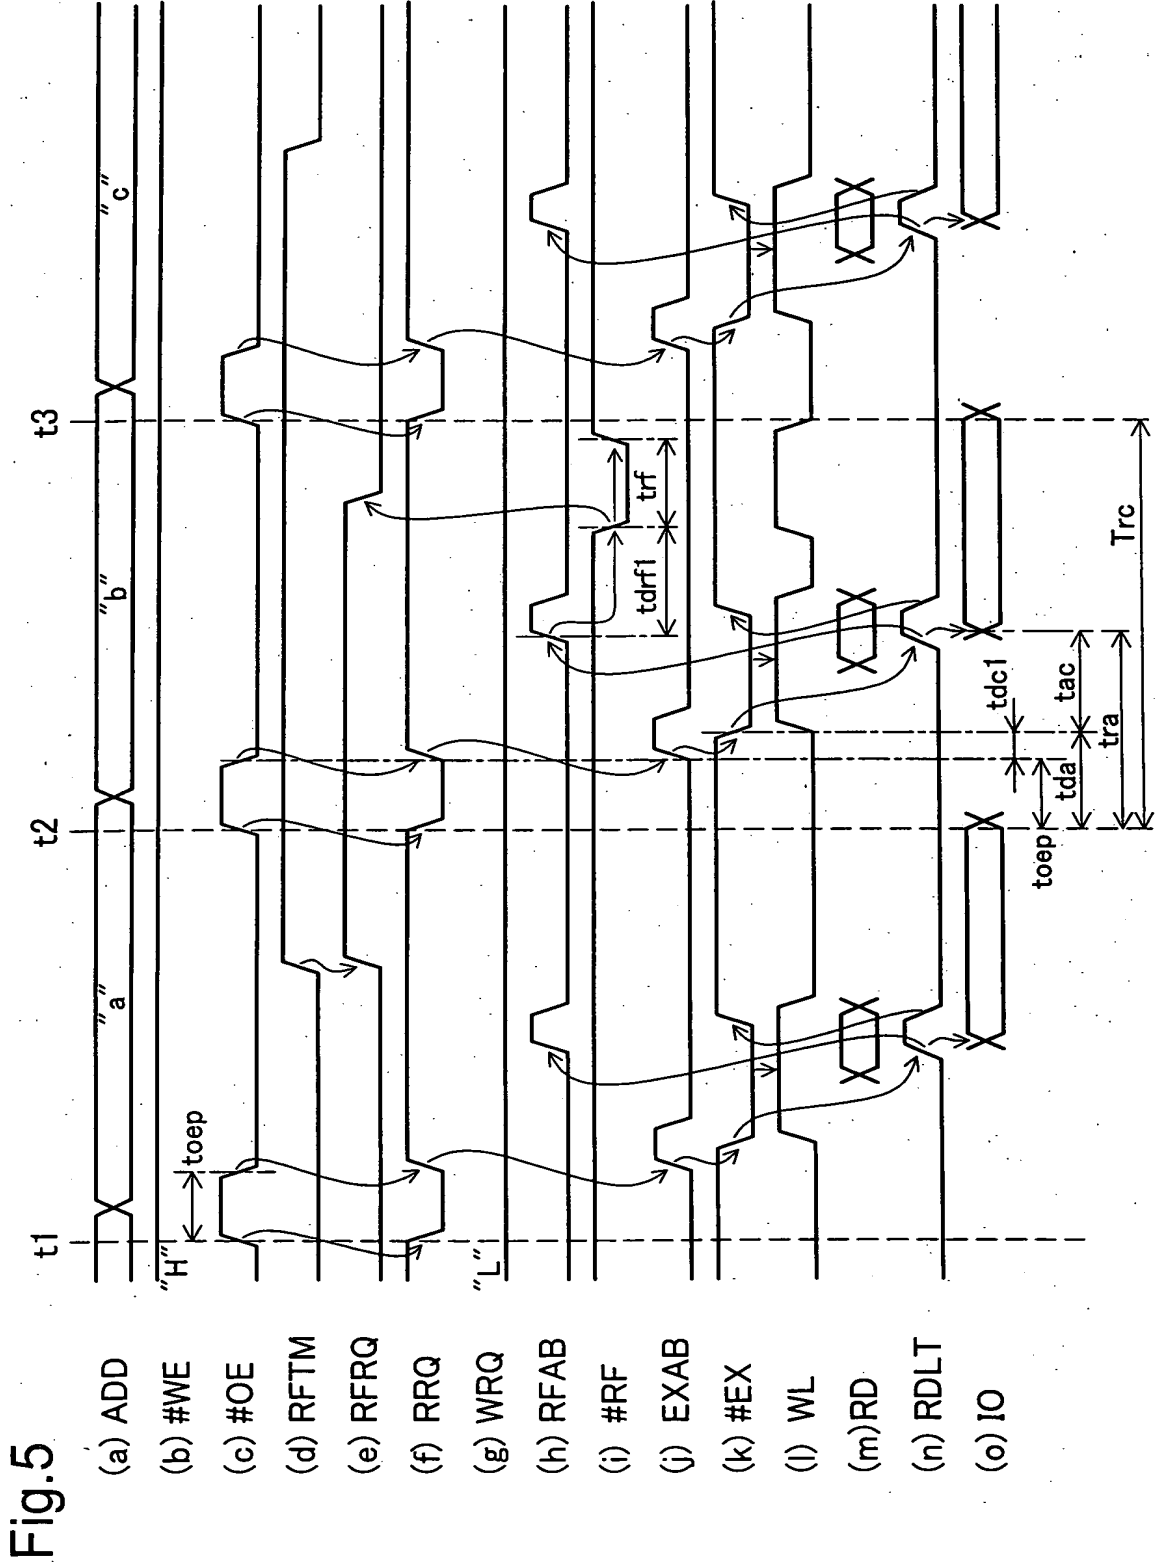 Fig.5
t1 t2 t3
(a) ADD "a" "b" "c"
(b) #WE "H"
(c) #OE toep
(d) RFTM
(e) RFRQ
(f) RRQ
(g) WRQ "L"
(h) RFAB
(i) #RF
tdrf1 trf
(j) EXAB
(k) #EX
(l) WL
(m) RD
(n) RDLT
(o) IO
tdc1
toep
tda tac
tra
Trc